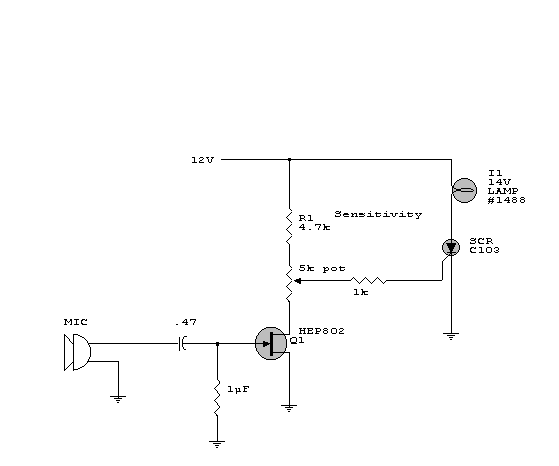 12V
I1
14V
LAMP
#1488
R1
4.7k
Sensitivity
SCR
C103
5k pot
1k
MIC
.47
HEP802
Q1
1µF